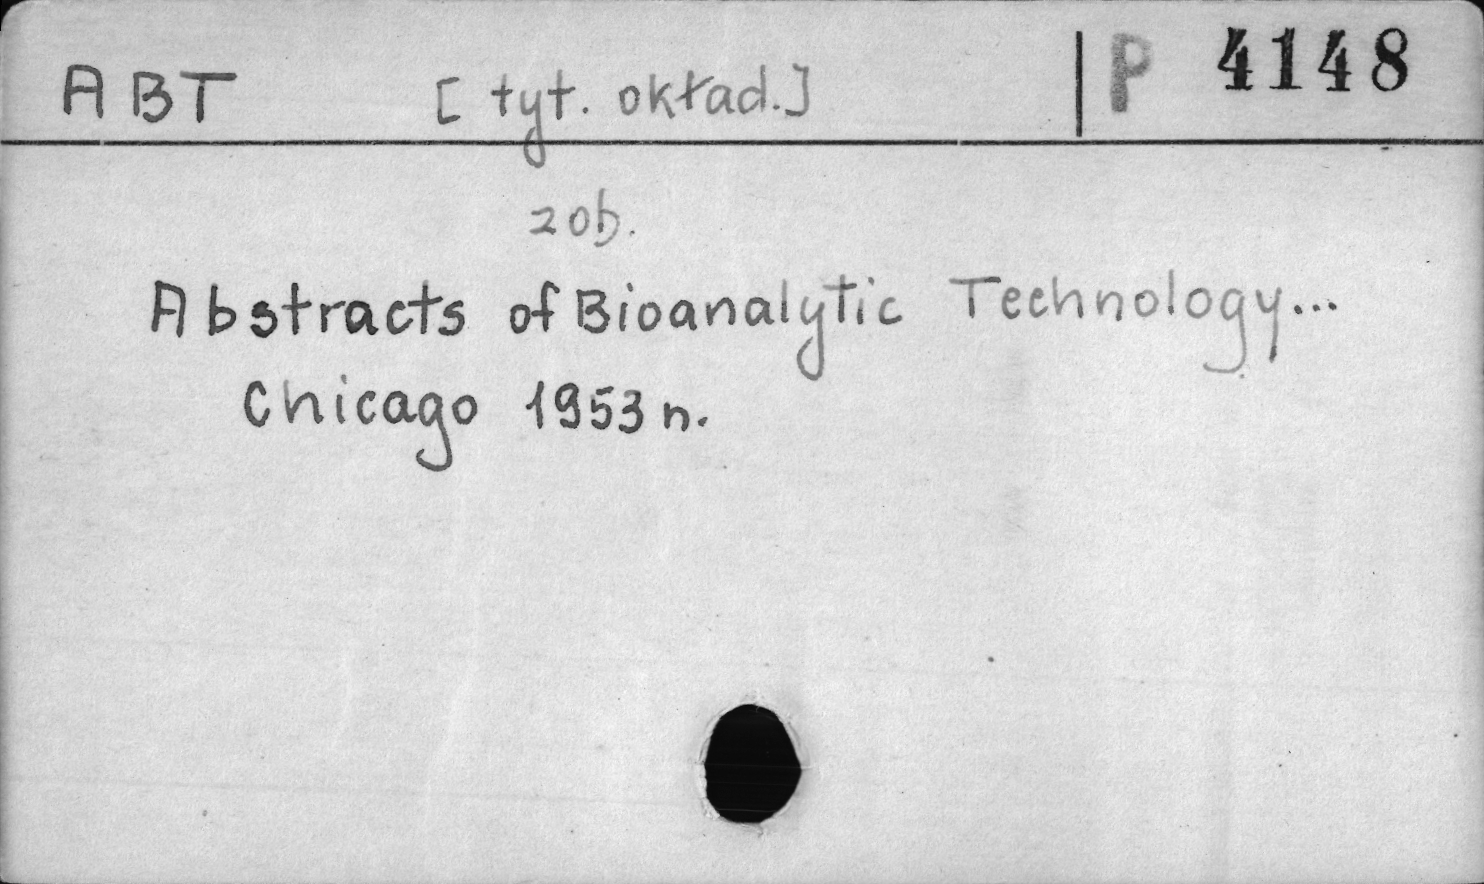 ABT [tyt. okład.] P 4148
zob.
Abstracts of Bioanalytic Technology...
Chicago 1953 n.